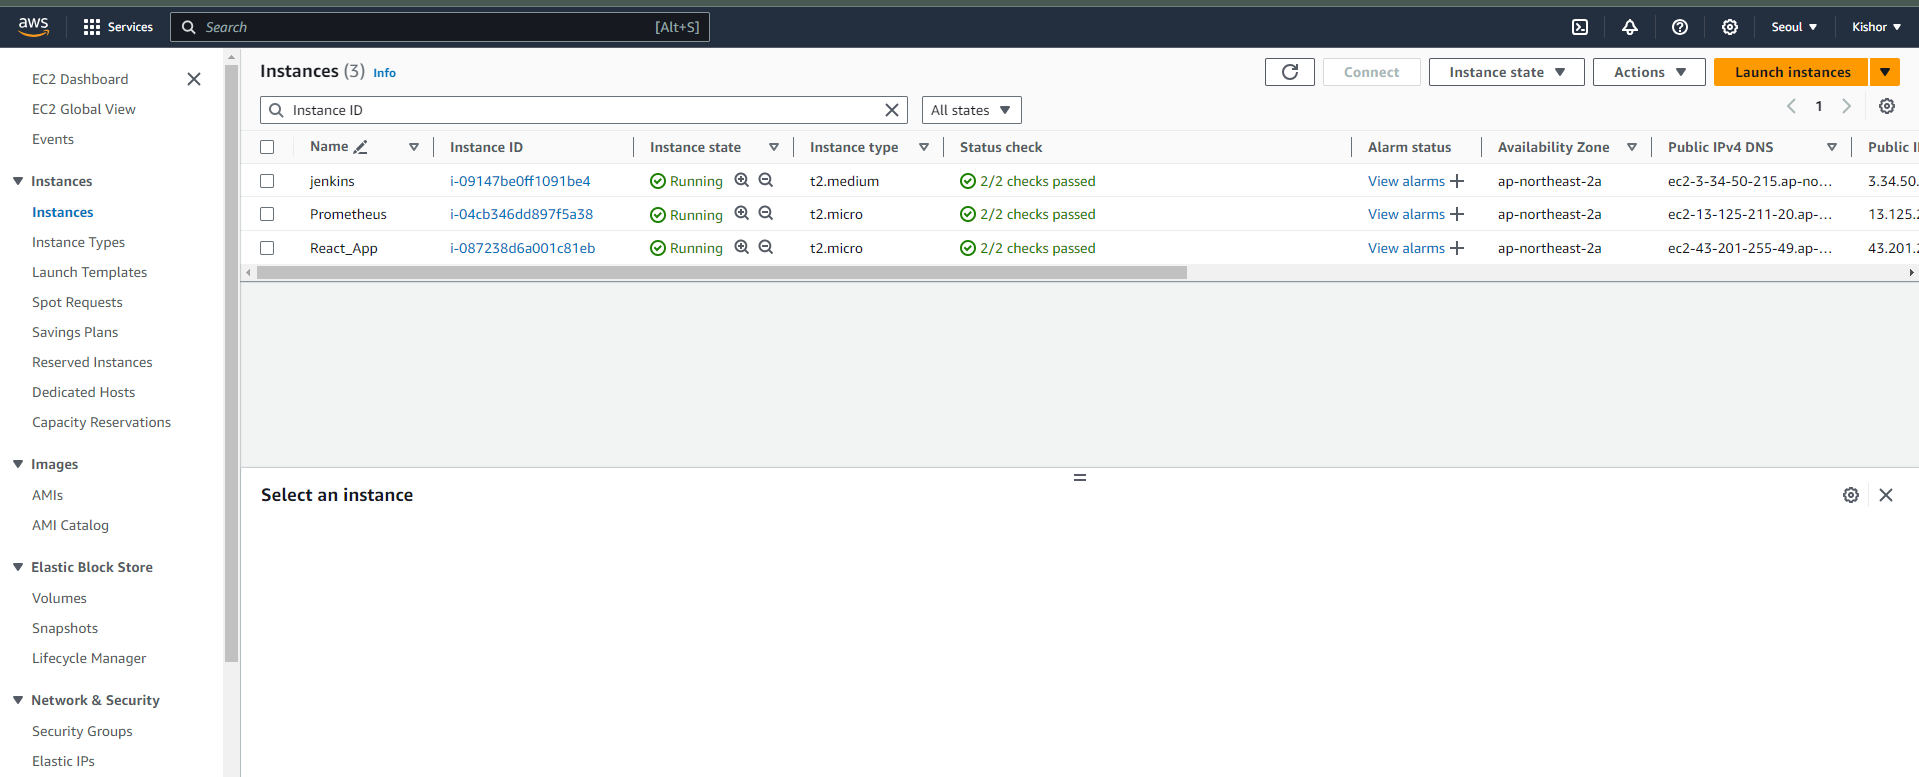 aws Services Search [Alt+S] Seoul Kishor
EC2 Dashboard
EC2 Global View
Events
Instances
Instances
Instance Types
Launch Templates
Spot Requests
Savings Plans
Reserved Instances
Dedicated Hosts
Capacity Reservations
Images
AMIs
AMI Catalog
Elastic Block Store
Volumes
Snapshots
Lifecycle Manager
Network & Security
Security Groups
Elastic IPs
Instances (3) Info Connect Instance state Actions Launch instances
Instance ID All states 1
Name Instance ID Instance state Instance type Status check Alarm status Availability Zone Public IPv4 DNS Public I
jenkins i-09147be0ff1091be4 Running t2.medium 2/2 checks passed View alarms ap-northeast-2a ec2-3-34-50-215.ap-no... 3.34.50.
Prometheus i-04cb346dd897f5a38 Running t2.micro 2/2 checks passed View alarms ap-northeast-2a ec2-13-125-211-20.ap-... 13.125.2
React_App i-087238d6a001c81eb Running t2.micro 2/2 checks passed View alarms ap-northeast-2a ec2-43-201-255-49.ap-... 43.201.2
Select an instance